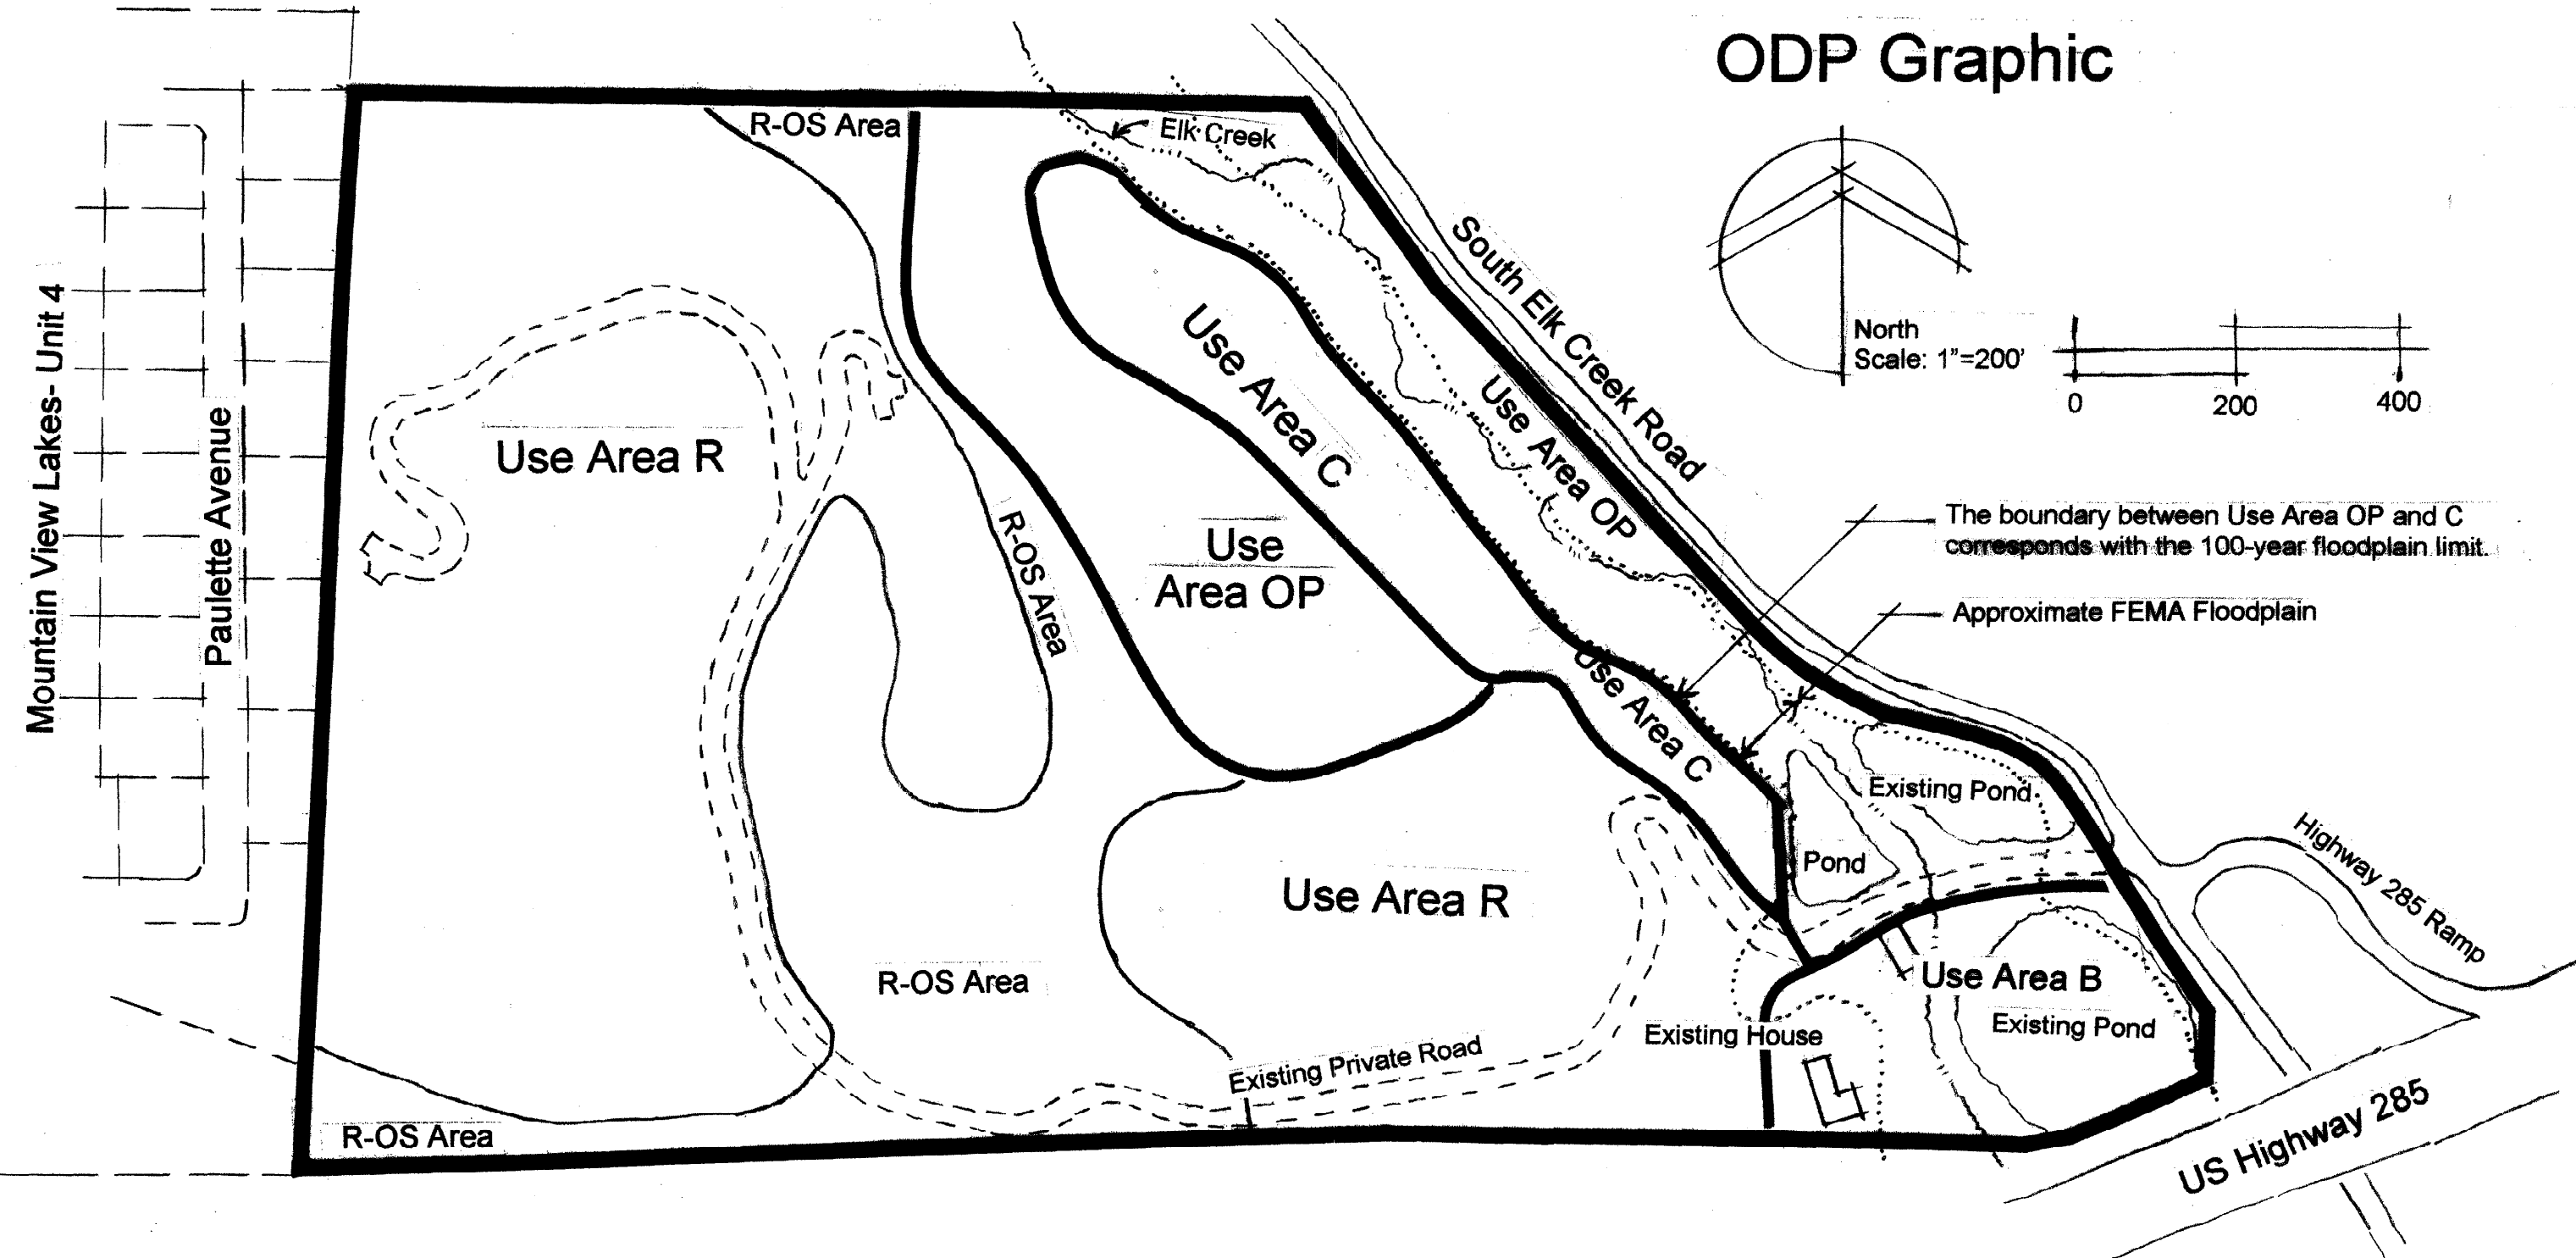 ODP Graphic
R-OS Area
Elk Creek
South Elk Creek Road
North
Scale: 1"=200'
0
200
400
Mountain View Lakes- Unit 4
Paulette Avenue
Use Area R
Use Area C
Use Area OP
R-OS Area
Use
Area OP
The boundary between Use Area OP and C
corresponds with the 100-year floodplain limit.
Approximate FEMA Floodplain
Use Area C
Existing Pond
Pond
Highway 285 Ramp
Use Area R
R-OS Area
Use Area B
Existing Pond
Existing House
Existing Private Road
R-OS Area
US Highway 285